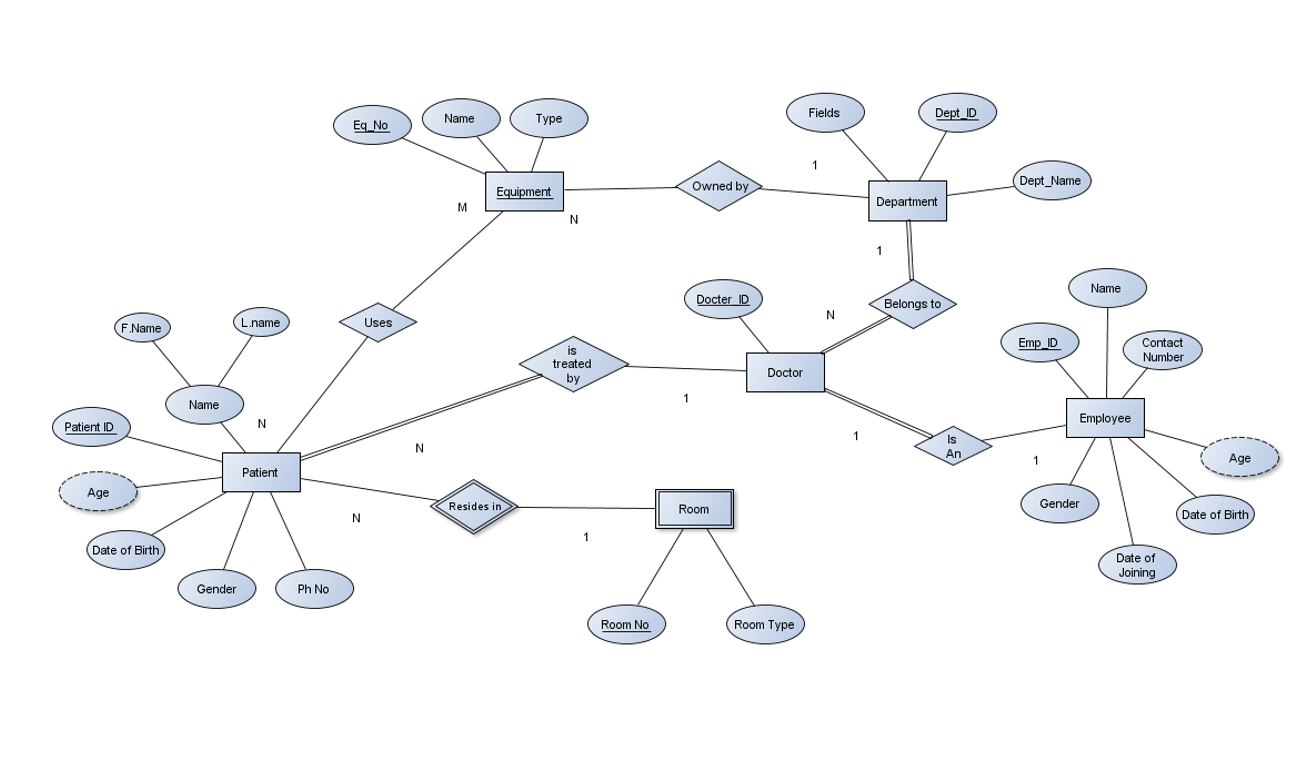 Eq_No
Name
Type
Fields
Dept_ID
Dept_Name
Equipment
Owned by
1
Department
M
N
1
Docter_ID
Belongs to
Name
N
Emp_ID
Contact
Number
F.Name
L.name
Uses
is
treated
by
Doctor
Name
1
Employee
Patient ID
N
N
1
Is
An
1
Age
Patient
Age
Resides in
Room
Gender
Date of Birth
N
1
Date of Birth
Gender
Ph No
Date of
Joining
Room No
Room Type